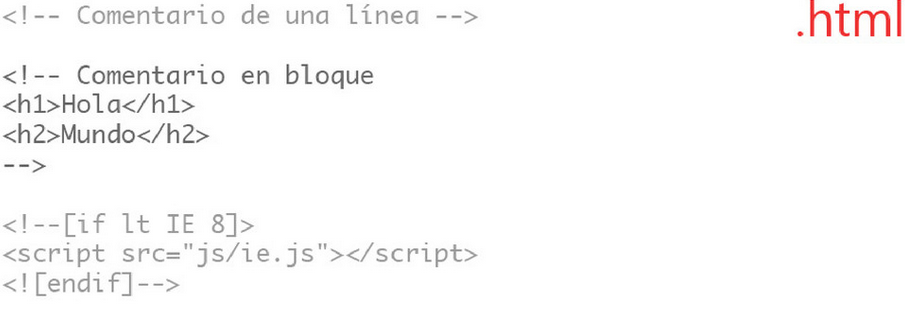 <!-- Comentario de una línea -->
.html
<!-- Comentario en bloque
<h1>Hola</h1>
<h2>Mundo</h2>
-->
<!--[if lt IE 8]>
<script src="js/ie.js"></script>
<![endif]-->